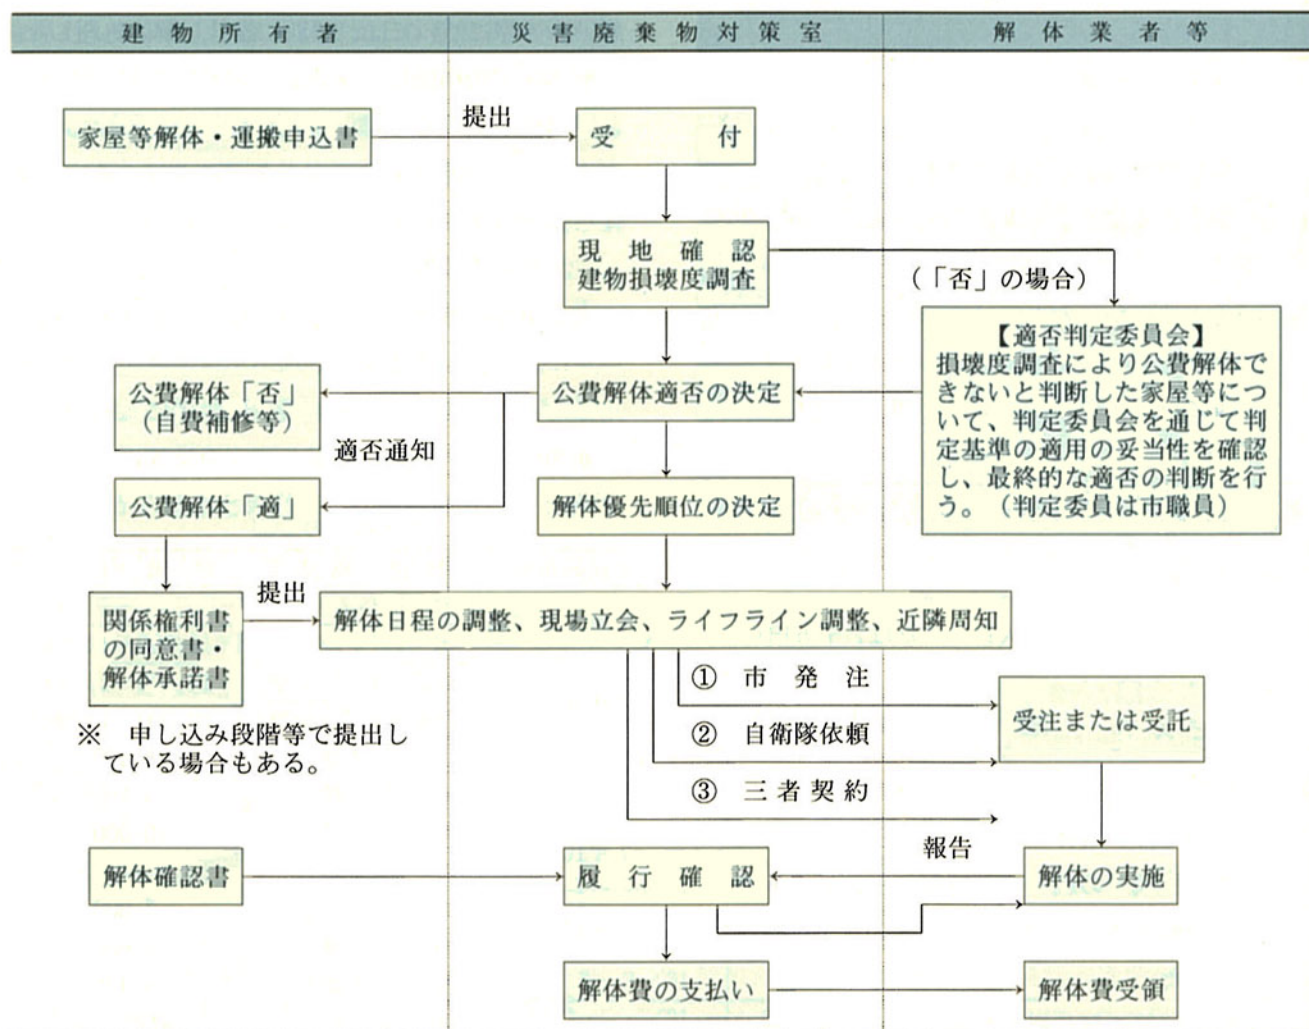 建物所有者
災害廃棄物対策室
解体業者等
家屋等解体・運搬申込書
提出
受付
現地確認
建物損壊度調査
(「否」の場合)
【適否判定委員会】
損壊度調査により公費解体で
きないと判断した家屋等につ
いて、判定委員会を通じて判
定基準の適用の妥当性を確認
し、最終的な適否の判断を行
う。(判定委員は市職員)
公費解体「否」
(自費補修等)
公費解体適否の決定
適否通知
公費解体「適」
解体優先順位の決定
関係権利書
の同意書・
解体承諾書
提出
解体日程の調整、現場立会、ライフライン調整、近隣周知
※ 申し込み段階等で提出し
ている場合もある。
① 市発注
② 自衛隊依頼
③ 三者契約
受注または受託
報告
解体確認書
履行確認
解体の実施
解体費の支払い
解体費受領